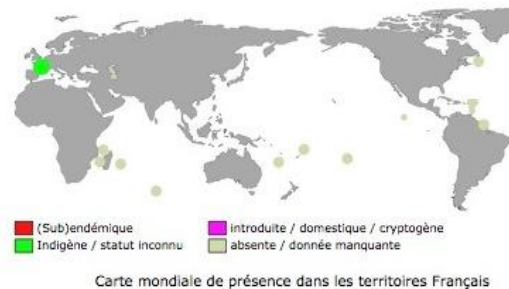 (Sub)endémique
introduite / domestique / cryptogène
Indigène / statut inconnu
absente / donnée manquante
Carte mondiale de présence dans les territoires Français